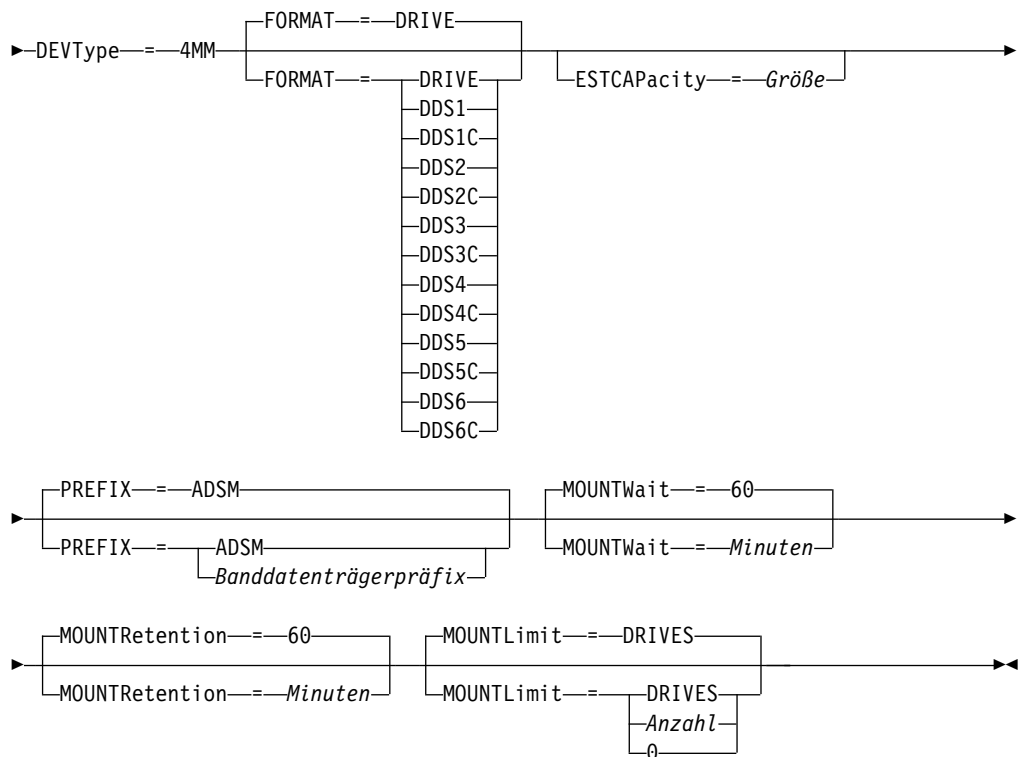 FORMAT = DRIVE
DEVType = 4MM
FORMAT = DRIVE
DDS1
DDS1C
DDS2
DDS2C
DDS3
DDS3C
DDS4
DDS4C
DDS5
DDS5C
DDS6
DDS6C
ESTCAPacity = Größe
PREFIX = ADSM
PREFIX = ADSM
Banddatenträgerpräfix
MOUNTWait = 60
MOUNTWait = Minuten
MOUNTRetention = 60
MOUNTRetention = Minuten
MOUNTLimit = DRIVES
MOUNTLimit = DRIVES
Anzahl
0